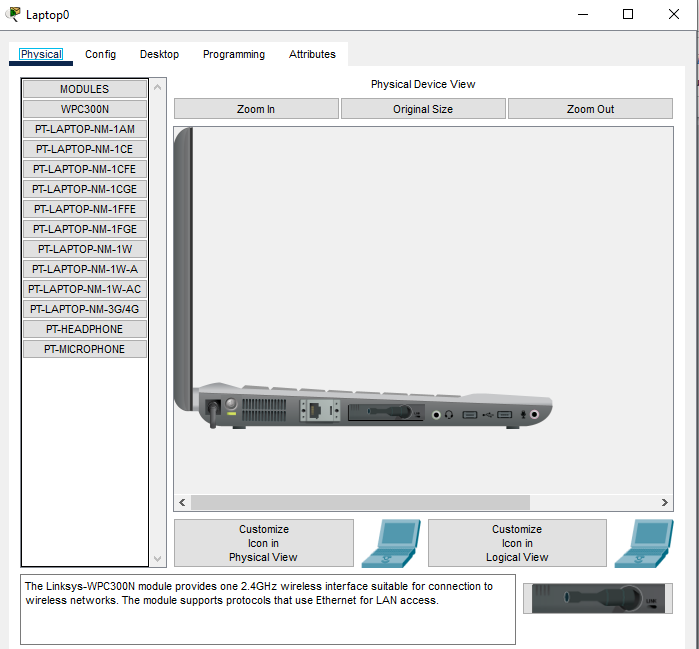 Laptop0
Physical Config Desktop Programming Attributes
MODULES
WPC300N
PT-LAPTOP-NM-1AM
PT-LAPTOP-NM-1CE
PT-LAPTOP-NM-1CFE
PT-LAPTOP-NM-1CGE
PT-LAPTOP-NM-1FFE
PT-LAPTOP-NM-1FGE
PT-LAPTOP-NM-1W
PT-LAPTOP-NM-1W-A
PT-LAPTOP-NM-1W-AC
PT-LAPTOP-NM-3G/4G
PT-HEADPHONE
PT-MICROPHONE
Physical Device View
Zoom In Original Size Zoom Out
Customize
Icon in
Physical View
Customize
Icon in
Logical View
The Linksys-WPC300N module provides one 2.4GHz wireless interface suitable for connection to
wireless networks. The module supports protocols that use Ethernet for LAN access.
LINK